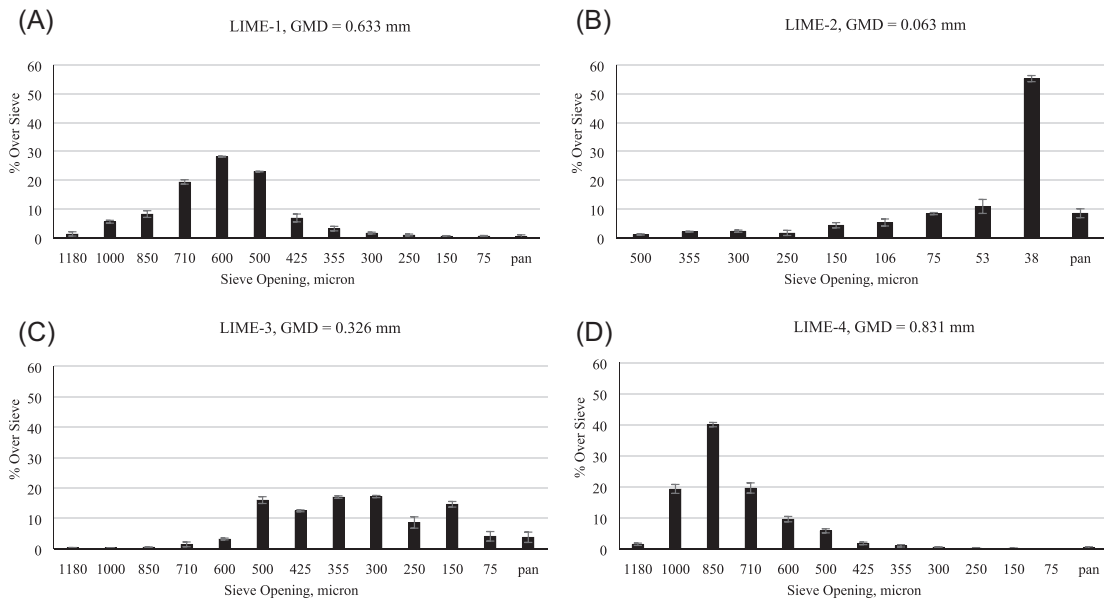 (A)
LIME-1, GMD = 0.633 mm
60
50
40
30
20
10
0
% Over Sieve
1180 1000 850 710 600 500 425 355 300 250 150 75 pan
Sieve Opening, micron
(B)
LIME-2, GMD = 0.063 mm
60
50
40
30
20
10
0
% Over Sieve
500 355 300 250 150 106 75 53 38 pan
Sieve Opening, micron
(C)
LIME-3, GMD = 0.326 mm
60
50
40
30
20
10
0
% Over Sieve
1180 1000 850 710 600 500 425 355 300 250 150 75 pan
Sieve Opening, micron
(D)
LIME-4, GMD = 0.831 mm
60
50
40
30
20
10
0
% Over Sieve
1180 1000 850 710 600 500 425 355 300 250 150 75 pan
Sieve Opening, micron